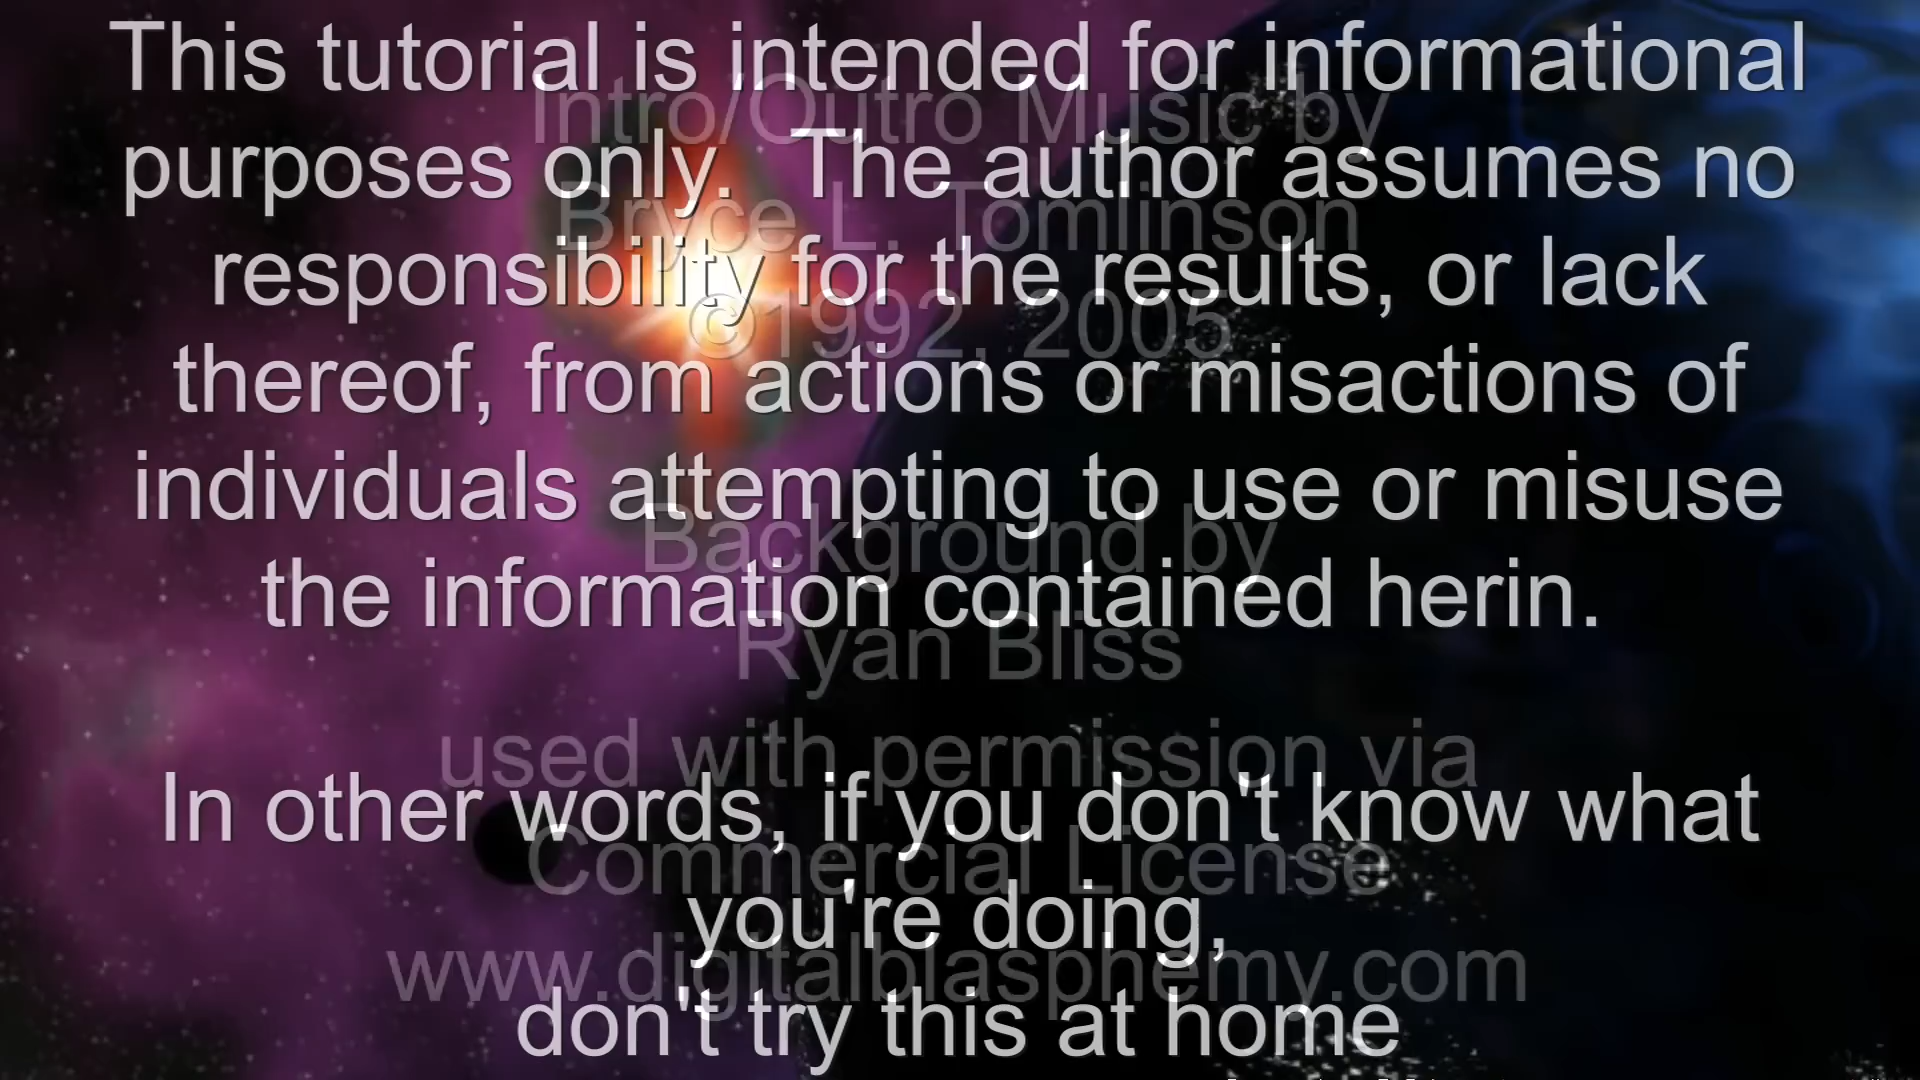 This tutorial is intended for informational
purposes only. The author assumes no
responsibility for the results, or lack
thereof, from actions or misactions of
individuals attempting to use or misuse
the information contained herin.
In other words, if you don't know what
you're doing,
don't try this at home
Intro/Outro Music by
Bryce L. Tomlinson
©1992, 2005
Background by
Ryan Bliss
used with permission via
Commercial License
www.digitalblasphemy.com